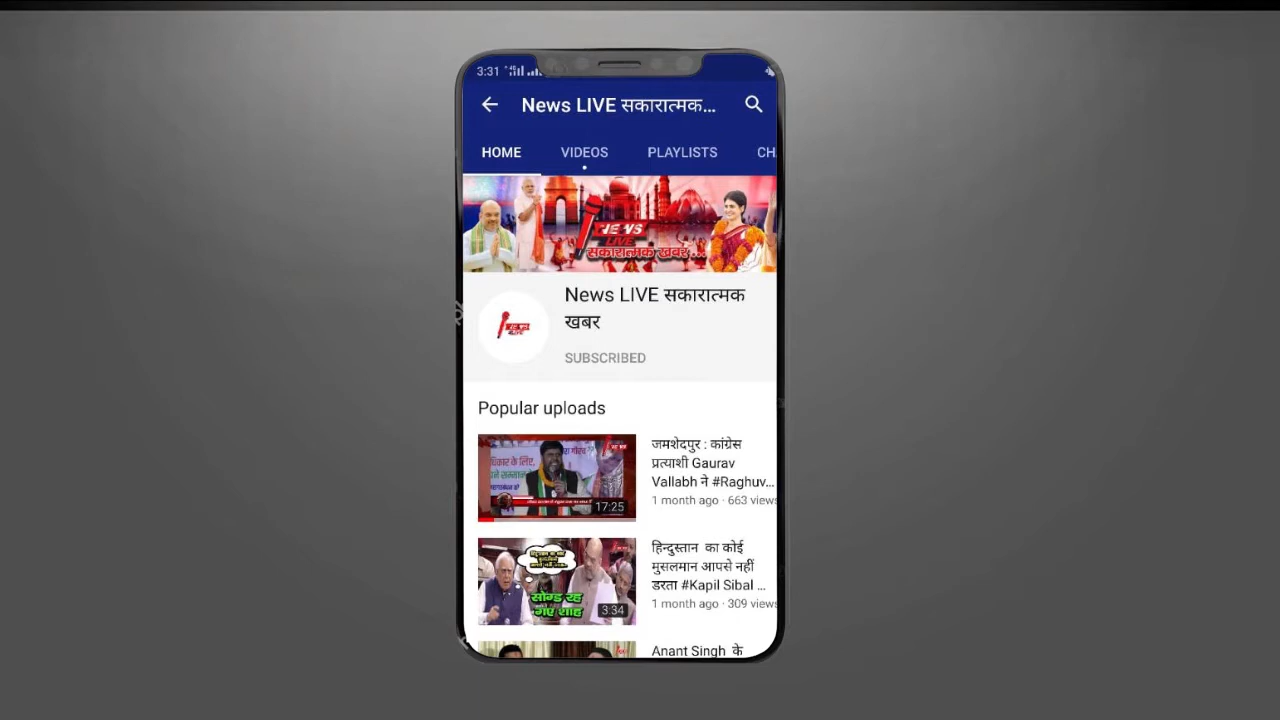 3:31
News LIVE सकारात्मक...
HOME VIDEOS PLAYLISTS CH
NEWS
LIVE
सकारात्मक खबर ...
News LIVE सकारात्मक
खबर
SUBSCRIBED
Popular uploads
जमशेदपुर : कांग्रेस
प्रत्याशी Gaurav
Vallabh ने #Raghuv...
1 month ago · 663 views
17:25
हिन्दुस्तान का कोई
मुसलमान आपसे नहीं
डरता #Kapil Sibal ...
1 month ago · 309 views
रह
गए शाह
3:34
Anant Singh के